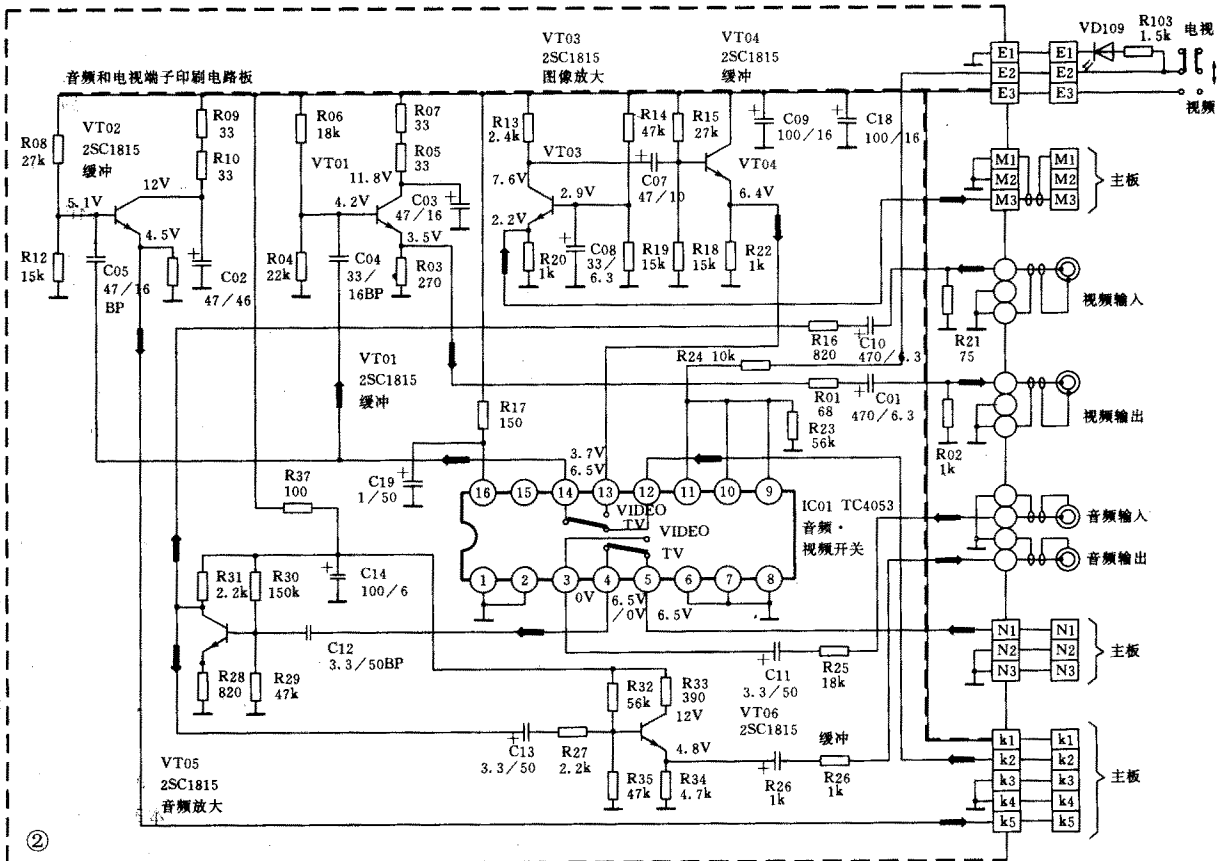 音频和电视端子印刷电路板
VT03
2SC1815
图像放大
VT04
2SC1815
缓冲
VD109
R103
1.5k
电视
视频
E1
E2
E3
E1
E2
E3
R08
27k
VT02
2SC1815
缓冲
R09
33
R10
33
12V
5.1V
4.5V
R12
15k
C05
47/16
BP
C02
47/46
R06
18k
VT01
R07
33
R05
33
11.8V
C03
47/16
4.2V
3.5V
R04
22k
C04
33/
16BP
R03
270
R13
2.4k
VT03
7.6V
2.9V
2.2V
R20
1k
C08
33/
6.3
R14
47k
R15
27k
C07
47/10
R19
15k
R18
15k
VT04
6.4V
R22
1k
C09
100/16
C18
100/16
M1
M2
M3
M1
M2
M3
主板
视频输入
R16
820
C10
470/6.3
R21
75
R24 10k
VT01
2SC1815
缓冲
R01
68
C01
470/6.3
R02
1k
视频输出
R17
150
R23
56k
C19
1/50
3.7V
6.5V
R37
100
16
15
14
13
12
11
10
9
VIDEO
TV
VIDEO
TV
IC01 TC4053
音频·
视频开关
1
2
3
4
5
6
7
8
0V
6.5V
/0V
6.5V
音频输入
音频输出
R31
2.2k
R30
150k
C14
100/6
R28
820
R29
47k
C12
3.3/50BP
C11
3.3/50
R25
18k
N1
N2
N3
N1
N2
N3
主板
R32
56k
R33
390
12V
VT06
2SC1815
缓冲
4.8V
C13
3.3/50
R27
2.2k
R35
47k
R34
4.7k
R26
1k
R26
1k
VT05
2SC1815
音频放大
k1
k2
k3
k4
k5
k1
k2
k3
k4
k5
主板
②